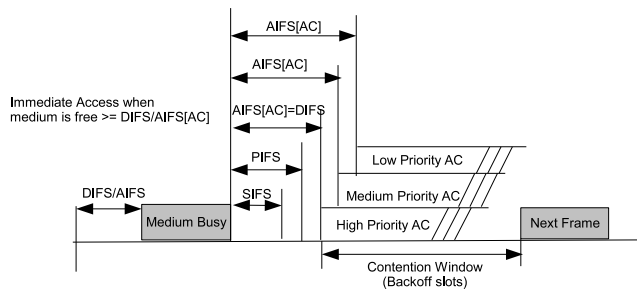 AIFS[AC]
AIFS[AC]
Immediate Access when
medium is free >= DIFS/AIFS[AC]
AIFS[AC]=DIFS
PIFS
Low Priority AC
DIFS/AIFS
SIFS
Medium Priority AC
Medium Busy
High Priority AC
Next Frame
Contention Window
(Backoff slots)